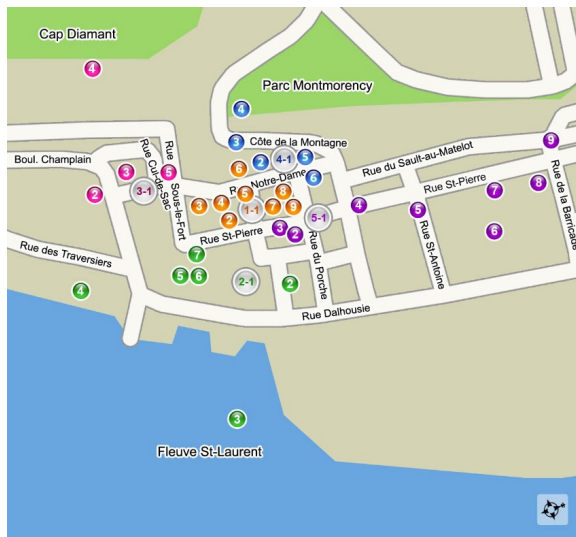 Cap Diamant
4
Parc Montmorency
4
3
Côte de la Montagne
9
Boul. Champlain
Rue Cul-de-Sac
Rue
Sous-le-Fort
3
5
2
4-1
5
6
Rue du Sault-au-Matelot
Rue Notre-Dame
6
8
5
Rue St-Pierre
7
8
Rue de la Barricade
2
3-1
3
4
1-1
7
9
5-1
4
5
2
Rue St-Pierre
3
2
6
Rue St-Antoine
Rue du Porche
Rue des Traversiers
7
5
6
2-1
2
4
Rue Dalhousie
3
Fleuve St-Laurent